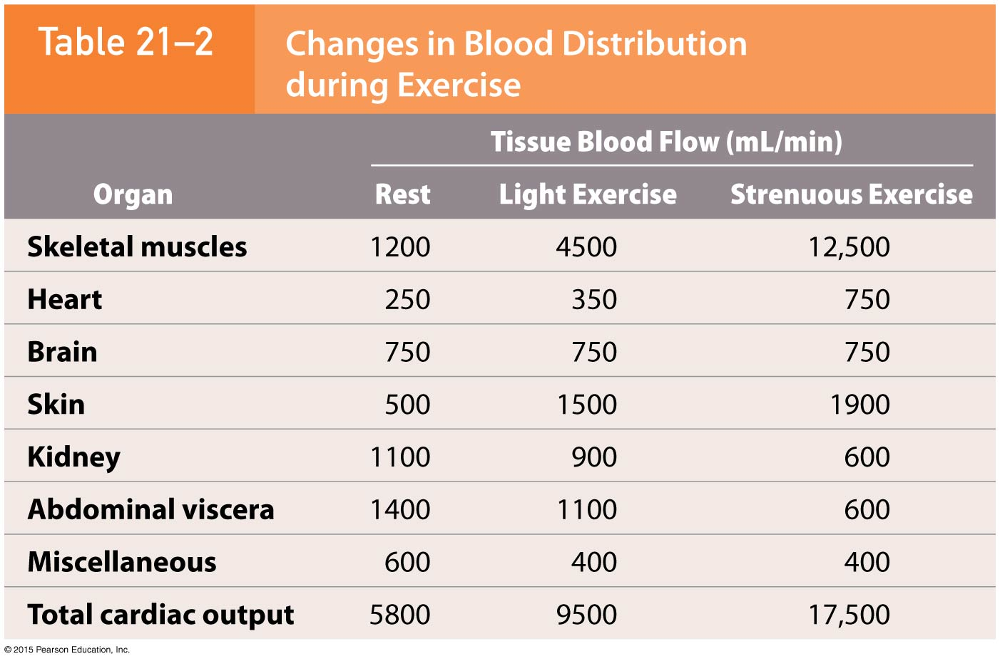 Table 21–2
Changes in Blood Distribution
during Exercise
Tissue Blood Flow (mL/min)
Organ Rest Light Exercise Strenuous Exercise
Skeletal muscles 1200 4500 12,500
Heart 250 350 750
Brain 750 750 750
Skin 500 1500 1900
Kidney 1100 900 600
Abdominal viscera 1400 1100 600
Miscellaneous 600 400 400
Total cardiac output 5800 9500 17,500
© 2015 Pearson Education, Inc.